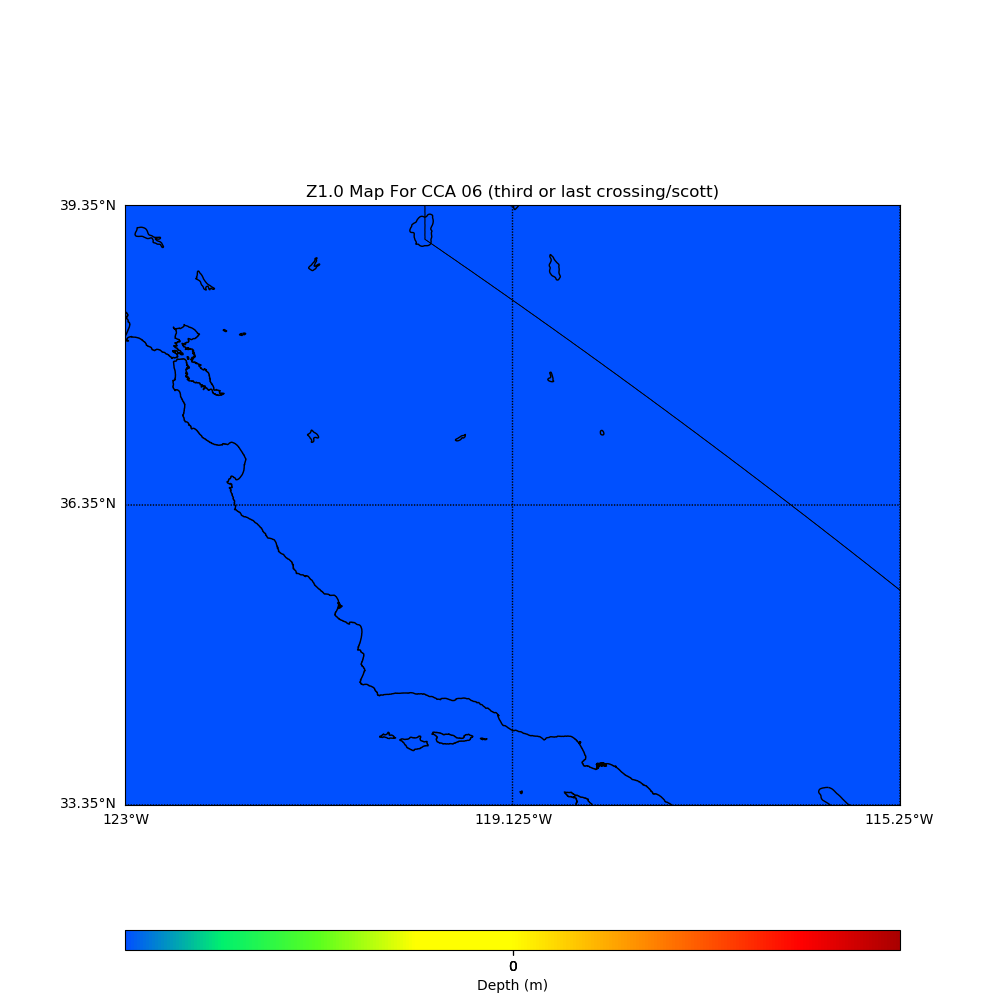 Z1.0 Map For CCA 06 (third or last crossing/scott)
39.35°N
36.35°N
33.35°N
123°W 119.125°W 115.25°W
0
Depth (m)